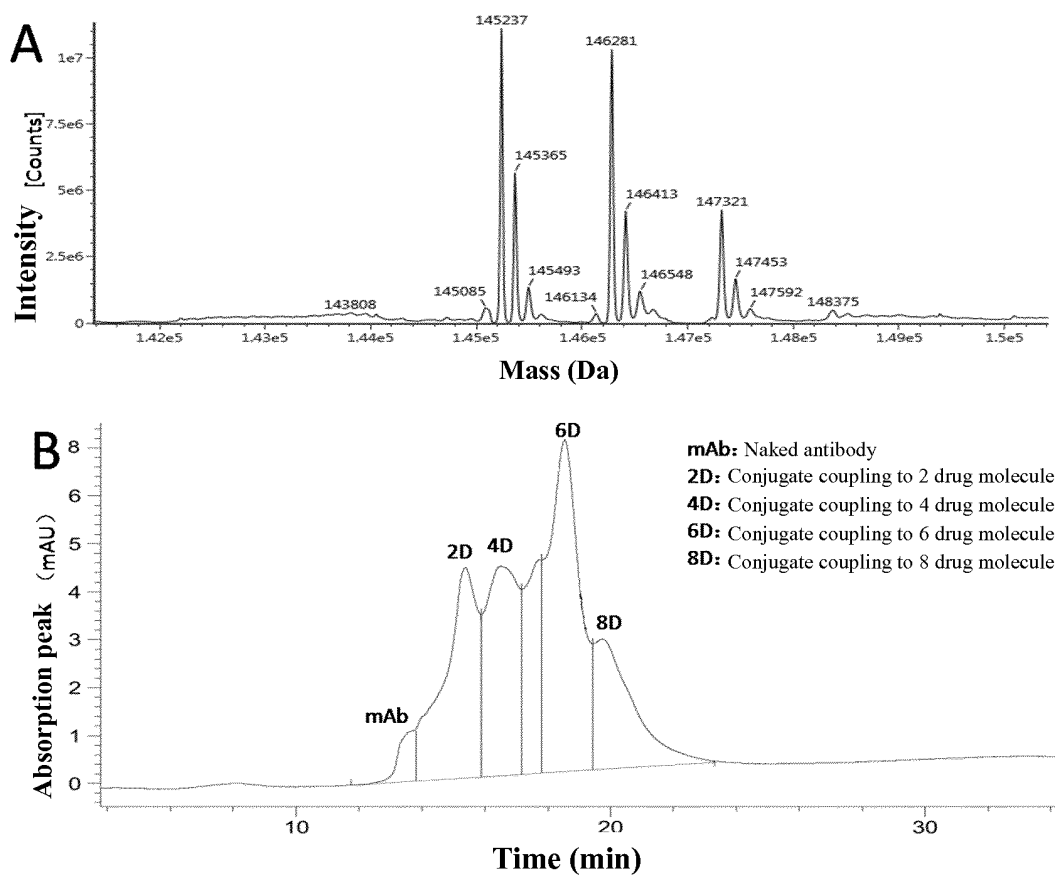 A
Intensity [Counts]
1e7
7.5e6
5e6
2.5e6
0
145237
146281
145365
146413
147321
145085
145493
146134
146548
147453
147592
143808
148375
1.42e5 1.43e5 1.44e5 1.45e5 1.46e5 1.47e5 1.48e5 1.49e5 1.5e5
Mass (Da)
B
Absorption peak (mAU)
8
6
5
4
3
2
1
0
mAb
2D
4D
6D
8D
mAb: Naked antibody
2D: Conjugate coupling to 2 drug molecule
4D: Conjugate coupling to 4 drug molecule
6D: Conjugate coupling to 6 drug molecule
8D: Conjugate coupling to 8 drug molecule
10 20 30
Time (min)